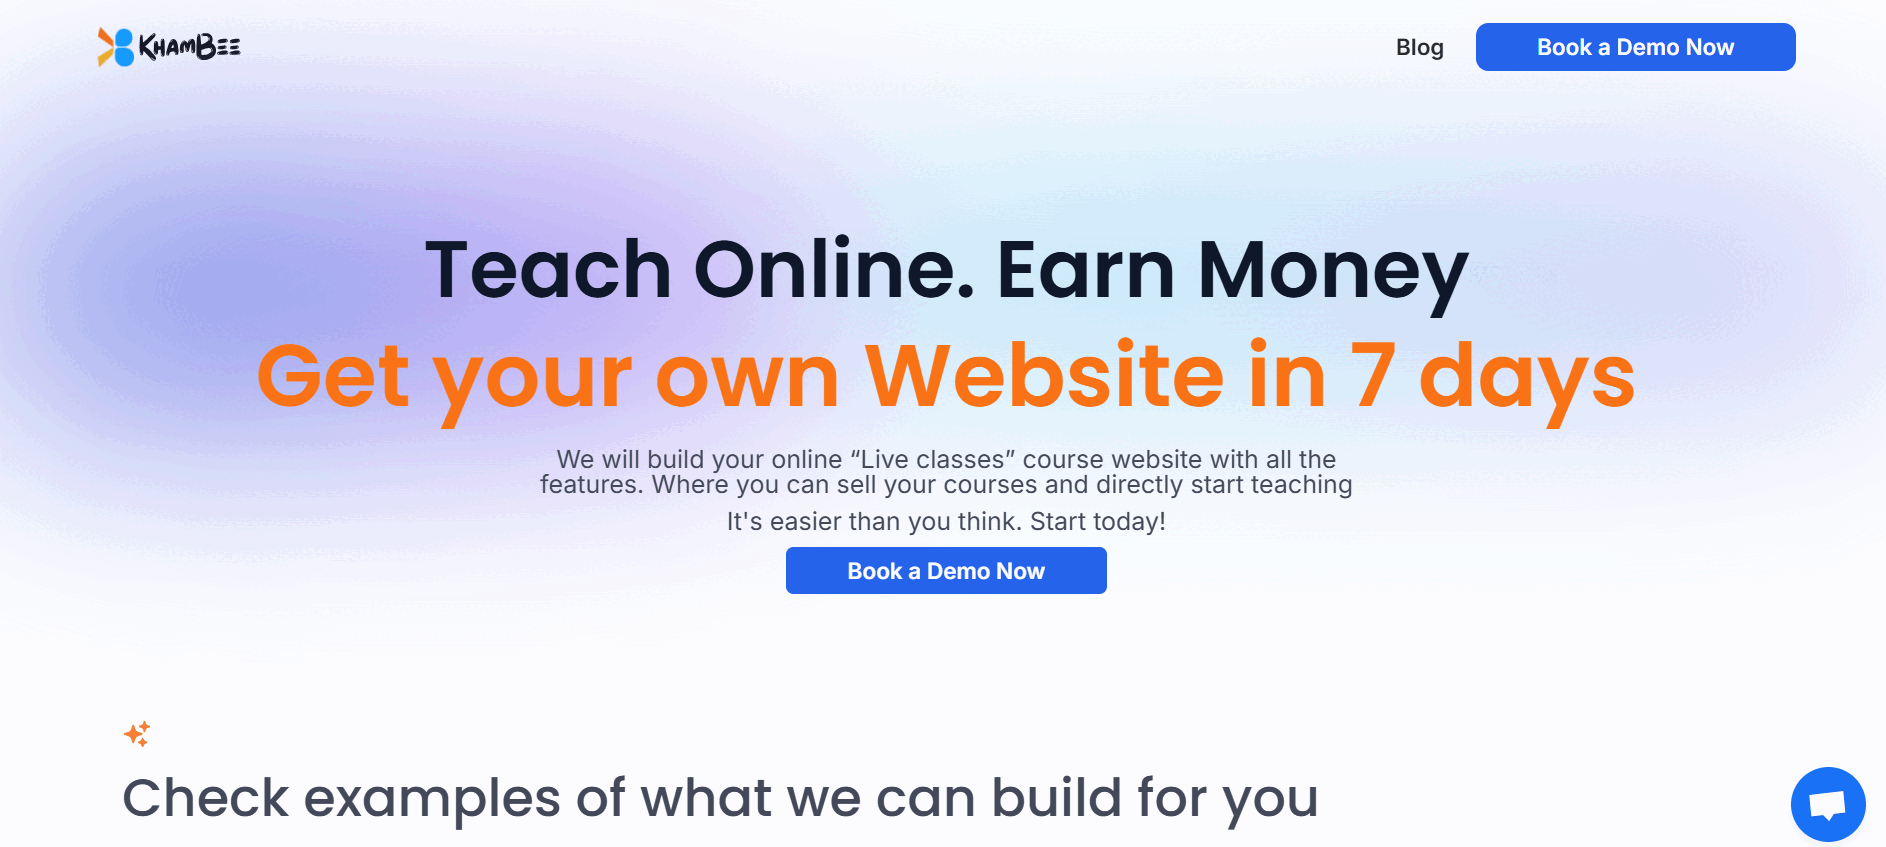 KHAMBEE
Blog
Book a Demo Now
Teach Online. Earn Money
Get your own Website in 7 days
We will build your online “Live classes” course website with all the
features. Where you can sell your courses and directly start teaching
It's easier than you think. Start today!
Book a Demo Now
Check examples of what we can build for you